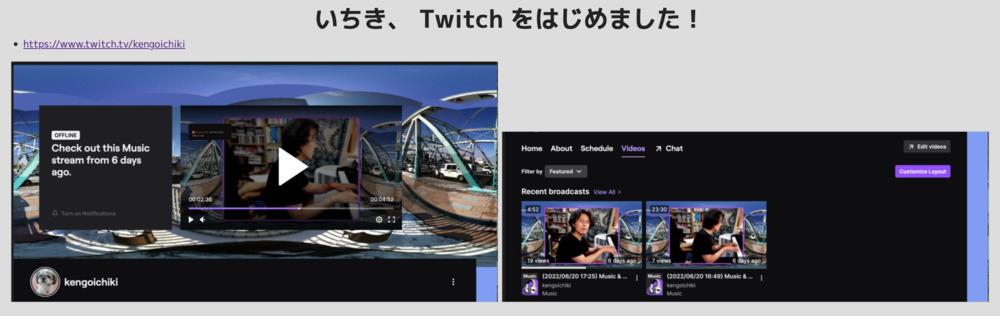 いちき、 Twitch をはじめました！
https://www.twitch.tv/kengoichiki
OFFLINE
Check out this Music
stream from 6 days
ago.
Turn on Notifications
00:02:36
00:04:52
kengoichiki
Home About Schedule Videos Chat
Edit videos
Filter by Featured
Customize Layout
Recent broadcasts View All
4:52
19 views
6 days ago
Music
(2022/06/20 17:25) Music & ...
kengoichiki
Music
23:30
7 views
6 days ago
Music
(2022/06/20 16:49) Music & ...
kengoichiki
Music